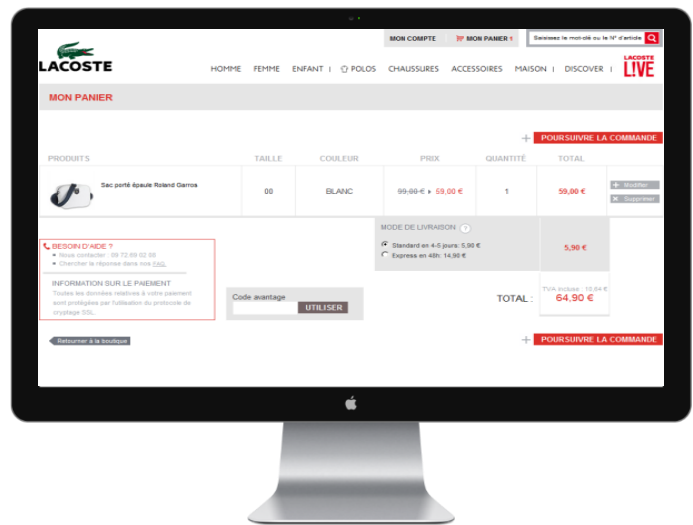 MON COMPTE MON PANIER 1 Saisissez le mot-clé ou le N° d'article
LACOSTE
HOMME FEMME ENFANT POLOS CHAUSSURES ACCESSOIRES MAISON DISCOVER LACOSTE L!VE
MON PANIER
+ POURSUIVRE LA COMMANDE
PRODUITS TAILLE COULEUR PRIX QUANTITÉ TOTAL
Sac porté épaule Roland Garros 00 BLANC 99,00 € 59,00 € 1 59,00 €
+ Modifier
X Supprimer
MODE DE LIVRAISON ?
Standard en 4-5 jours: 5,90 €
Express en 48h: 14,90 €
5,90 €
BESOIN D'AIDE ?
Nous contacter : 09 72 69 02 88
Chercher la réponse dans nos FAQ.
INFORMATION SUR LE PAIEMENT
Toutes les données relatives à votre paiement
sont protégées par l'utilisation du protocole de
cryptage SSL.
Code avantage
UTILISER
TVA incluse : 10,64 €
TOTAL : 64,90 €
Retourner à la boutique
+ POURSUIVRE LA COMMANDE